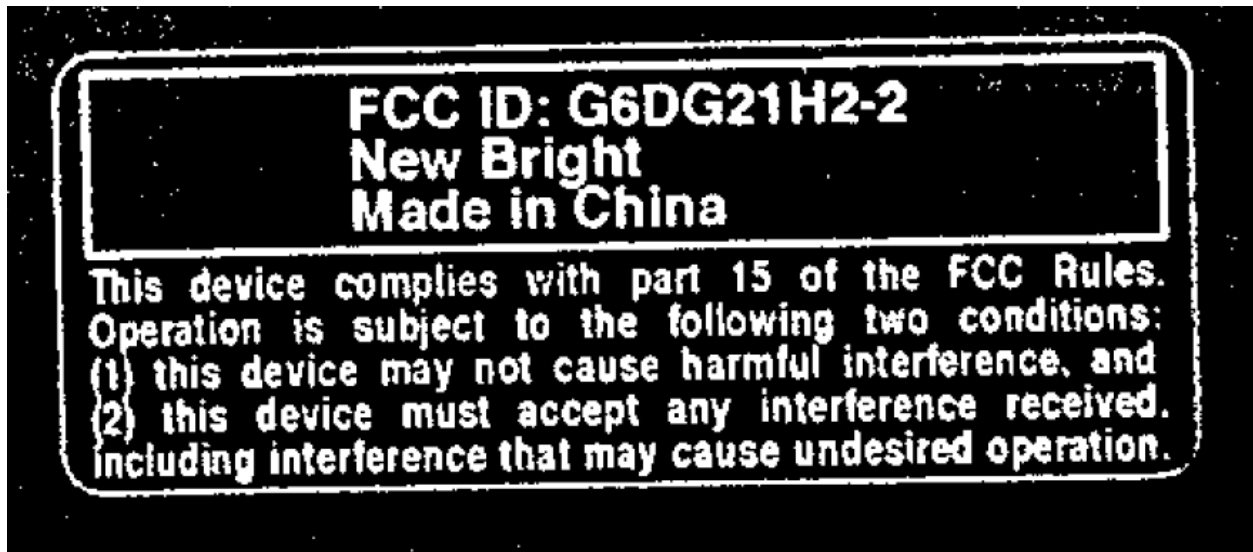 FCC ID: G6DG21H2-2
New Bright
Made in China
This device complies with part 15 of the FCC Rules.
Operation is subject to the following two conditions:
(1) this device may not cause harmful interference, and
(2) this device must accept any interference received.
including interference that may cause undesired operation.